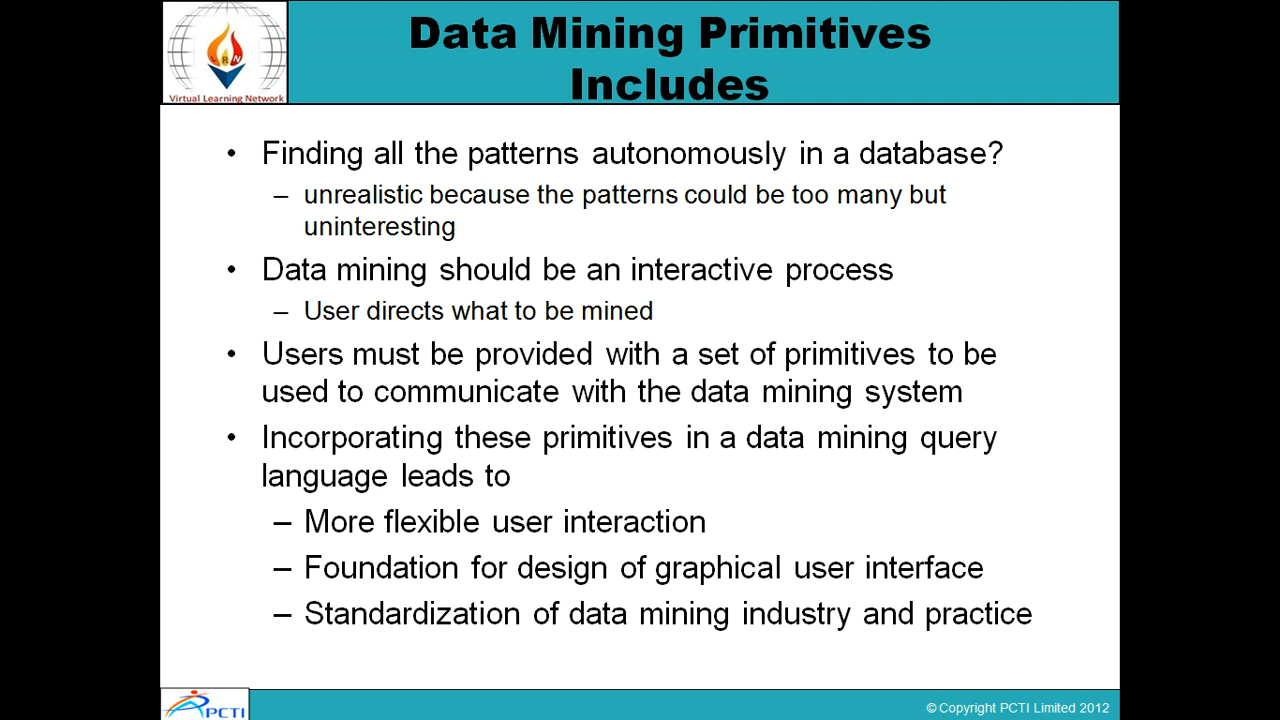 Data Mining Primitives
Includes
Virtual Learning Network
• Finding all the patterns autonomously in a database?
– unrealistic because the patterns could be too many but
uninteresting
• Data mining should be an interactive process
– User directs what to be mined
• Users must be provided with a set of primitives to be
used to communicate with the data mining system
• Incorporating these primitives in a data mining query
language leads to
– More flexible user interaction
– Foundation for design of graphical user interface
– Standardization of data mining industry and practice
PCTI
© Copyright PCTI Limited 2012